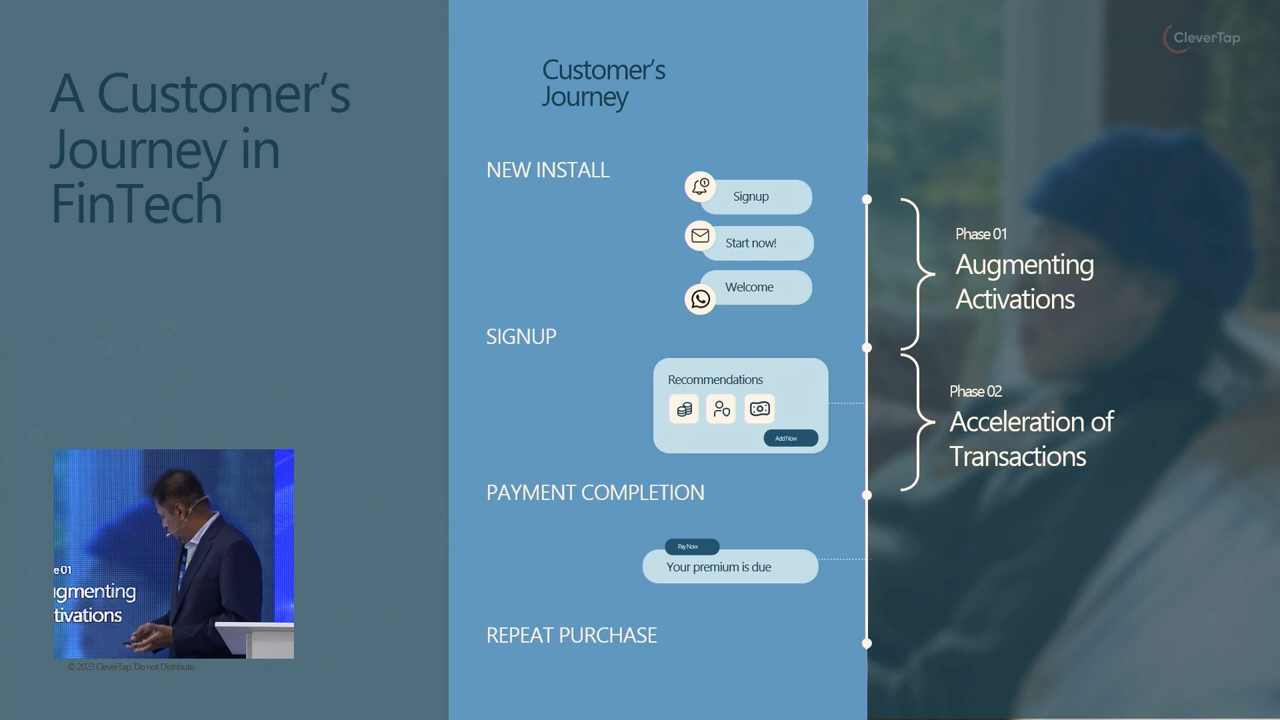 A Customer's
Journey in
FinTech
Customer's
Journey
CleverTap
NEW INSTALL
Signup
Start now!
Welcome
SIGNUP
Recommendations
Add Now
PAYMENT COMPLETION
Pay Now
Your premium is due
REPEAT PURCHASE
Phase 01
Augmenting
Activations
Phase 02
Acceleration of
Transactions
e 01
ugmenting
tivations
© 2023 CleverTap. Do not Distribute.